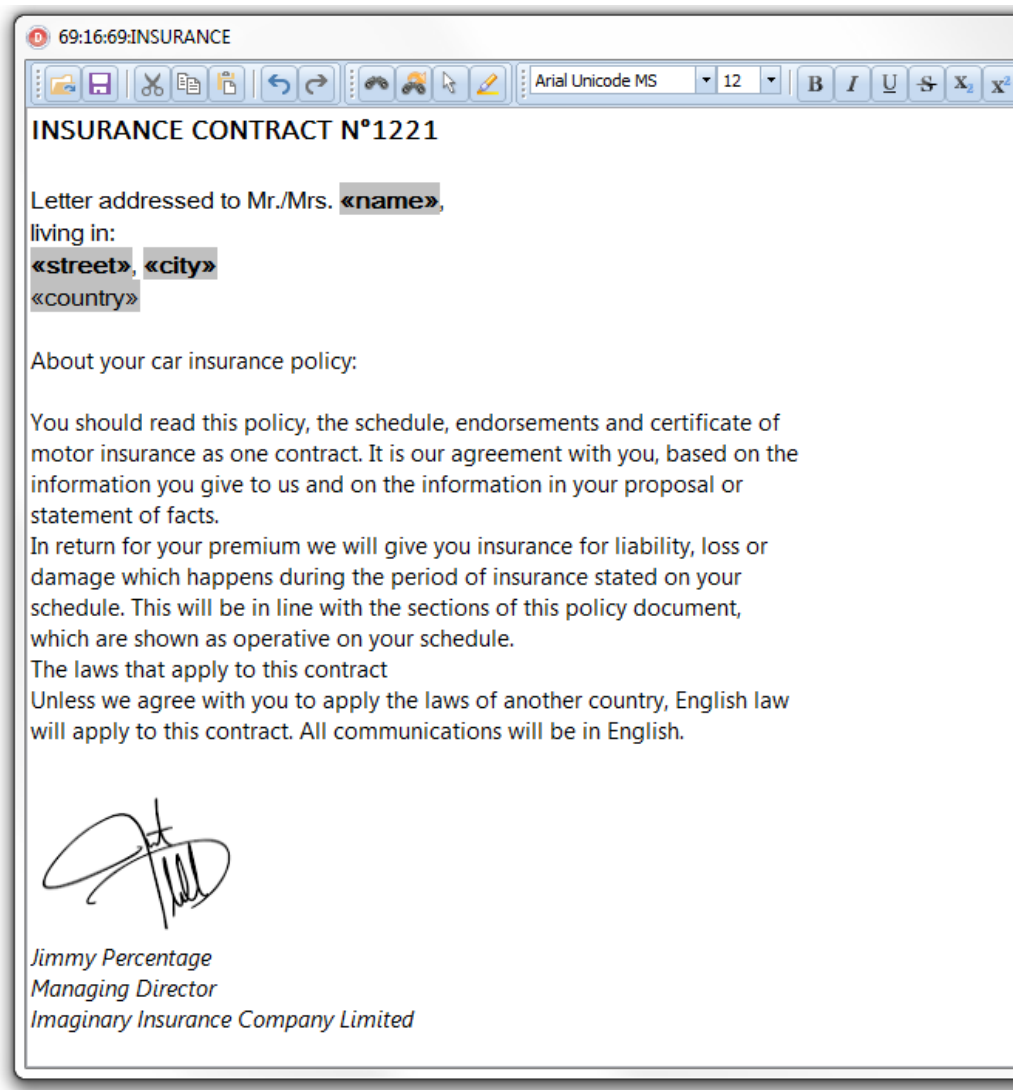 69:16:69:INSURANCE
Arial Unicode MS 12 B I U S X₂ X²
INSURANCE CONTRACT N°1221
Letter addressed to Mr./Mrs. «name»,
living in:
«street», «city»
«country»
About your car insurance policy:
You should read this policy, the schedule, endorsements and certificate of
motor insurance as one contract. It is our agreement with you, based on the
information you give to us and on the information in your proposal or
statement of facts.
In return for your premium we will give you insurance for liability, loss or
damage which happens during the period of insurance stated on your
schedule. This will be in line with the sections of this policy document,
which are shown as operative on your schedule.
The laws that apply to this contract
Unless we agree with you to apply the laws of another country, English law
will apply to this contract. All communications will be in English.
Jimmy Percentage
Managing Director
Imaginary Insurance Company Limited